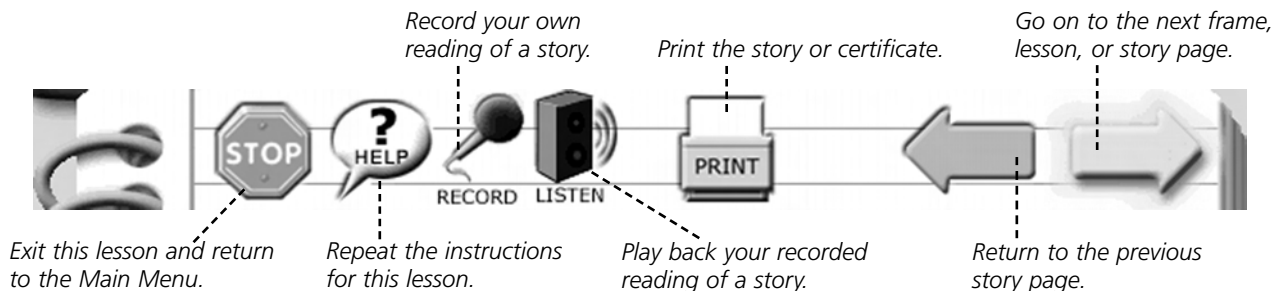 Record your own
reading of a story.
Print the story or certificate.
Go on to the next frame,
lesson, or story page.
STOP
?
HELP
RECORD
LISTEN
PRINT
Exit this lesson and return
to the Main Menu.
Repeat the instructions
for this lesson.
Play back your recorded
reading of a story.
Return to the previous
story page.